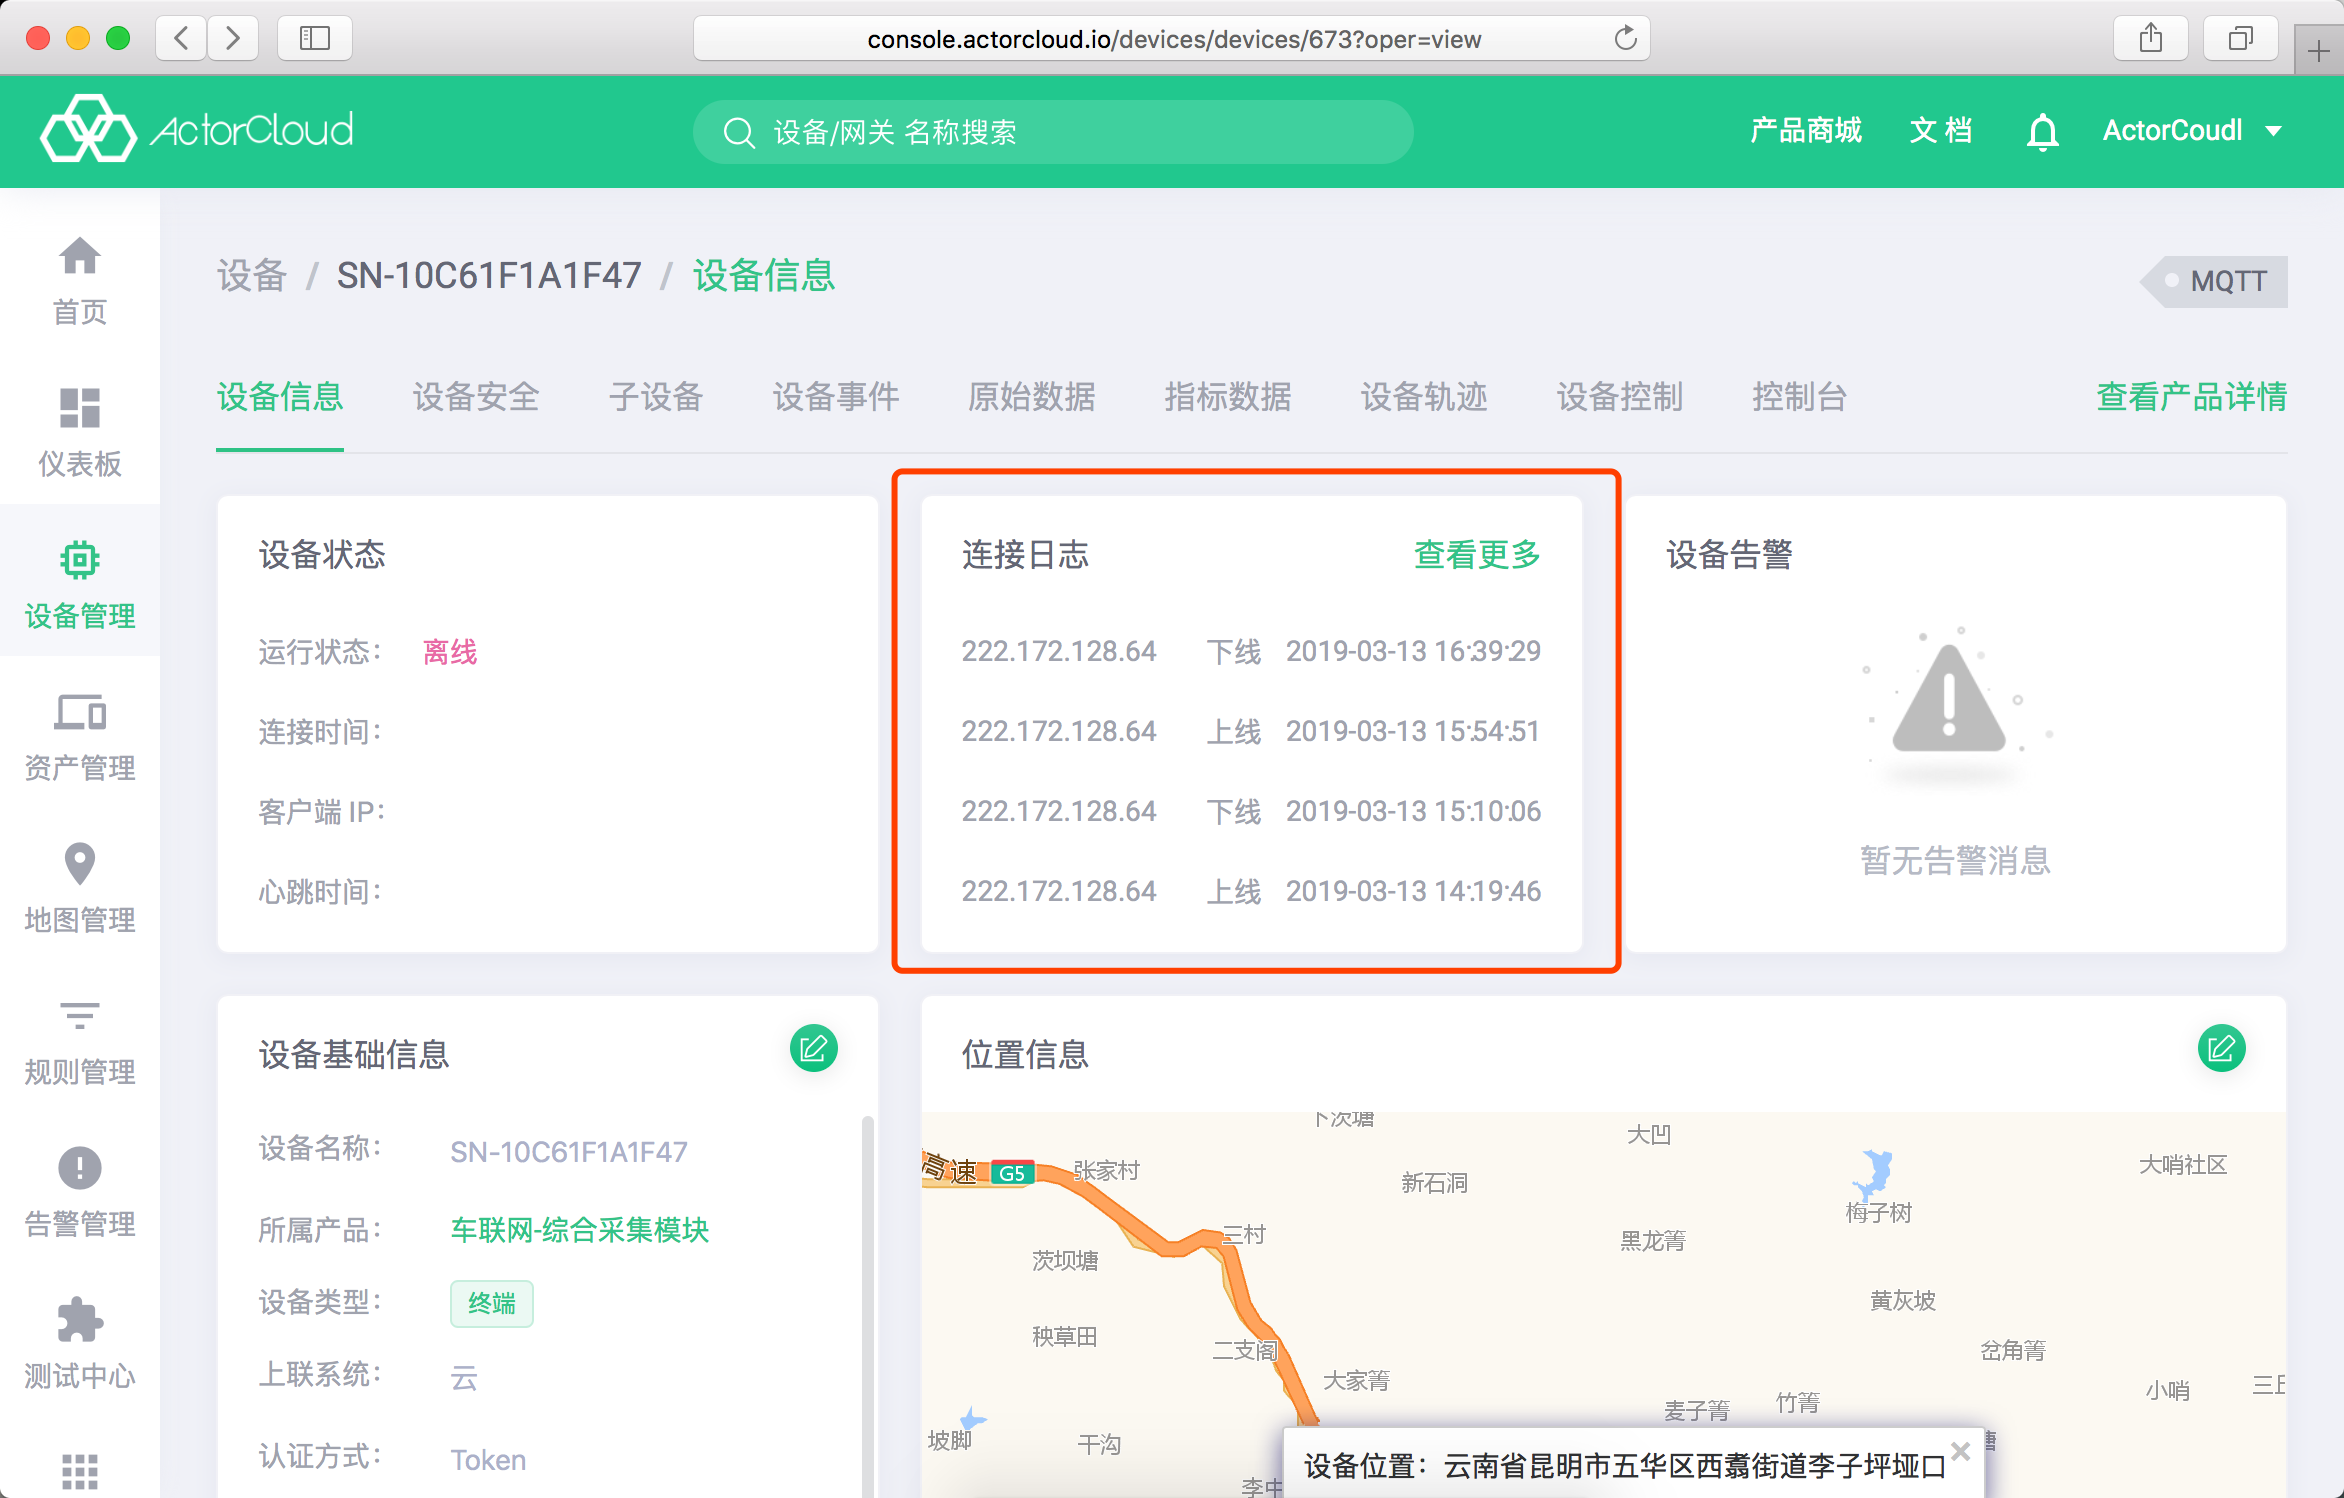 console.actorcloud.io/devices/devices/673?oper=view
ActorCloud
设备/网关 名称搜索
产品商城
文 档
ActorCoudl
首页
仪表板
设备管理
资产管理
地图管理
规则管理
告警管理
测试中心
设备 / SN-10C61F1A1F47 / 设备信息
MQTT
设备信息
设备安全
子设备
设备事件
原始数据
指标数据
设备轨迹
设备控制
控制台
查看产品详情
设备状态
运行状态: 离线
连接时间:
客户端 IP:
心跳时间:
连接日志
查看更多
222.172.128.64 下线 2019-03-13 16:39:29
222.172.128.64 上线 2019-03-13 15:54:51
222.172.128.64 下线 2019-03-13 15:10:06
222.172.128.64 上线 2019-03-13 14:19:46
设备告警
暂无告警消息
设备基础信息
设备名称: SN-10C61F1A1F47
所属产品: 车联网-综合采集模块
设备类型: 终端
上联系统: 云
认证方式: Token
位置信息
下茨塘
大凹
高速
G5
张家村
新石洞
大哨社区
梅子树
三村
黑龙箐
茨坝塘
黄灰坡
秧草田
二支阁
岔角箐
大家箐
小哨
麦子箐
竹箐
坡脚
干沟
李中
设备位置: 云南省昆明市五华区西翥街道李子坪垭口